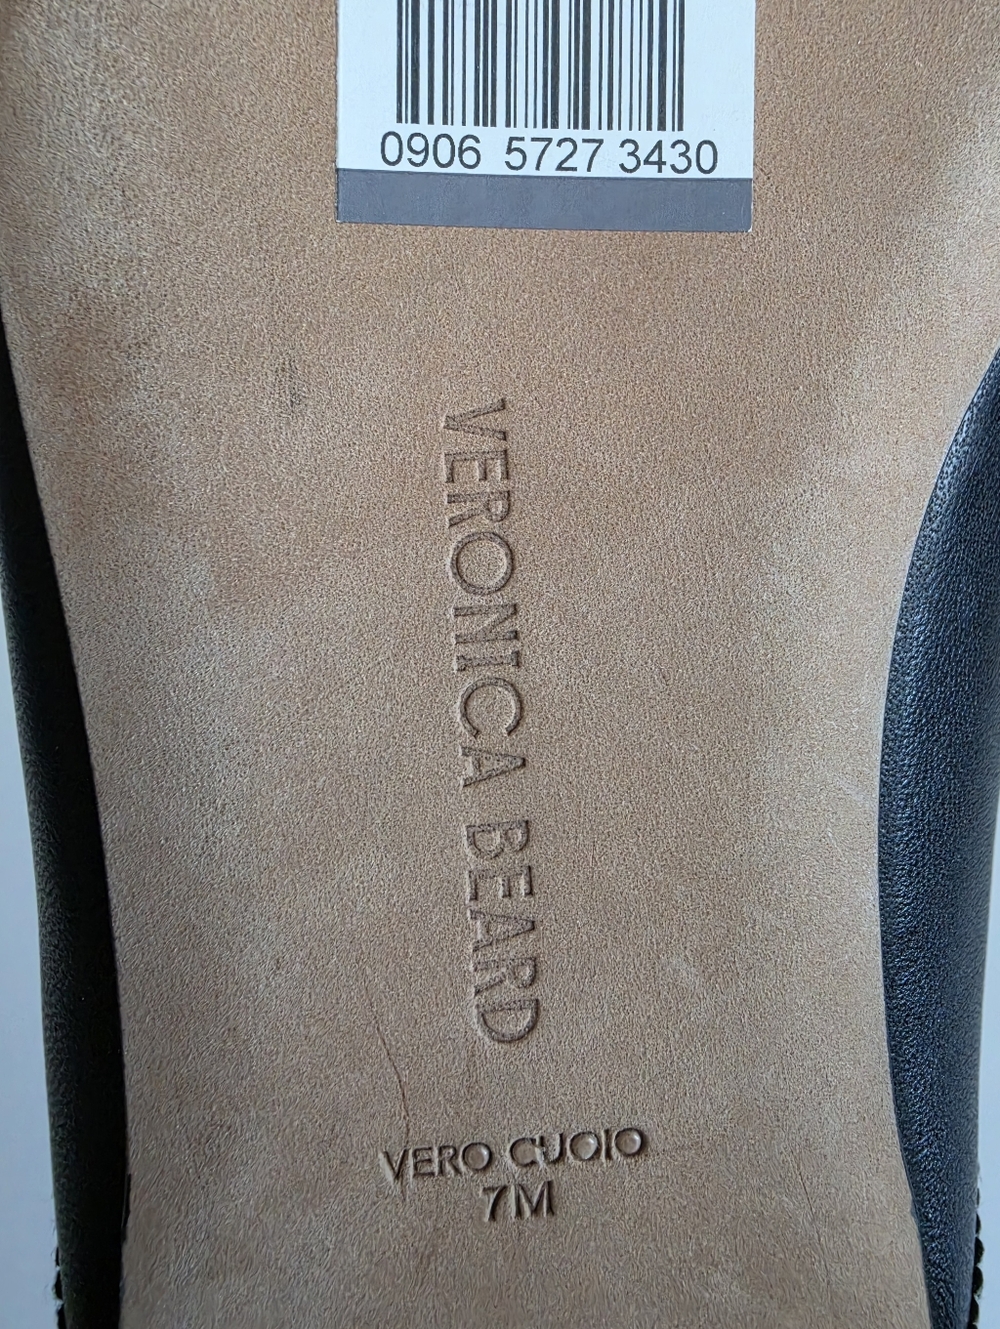 0906 5727 3430
VERONICA BEARD
VERO CUOIO
7M